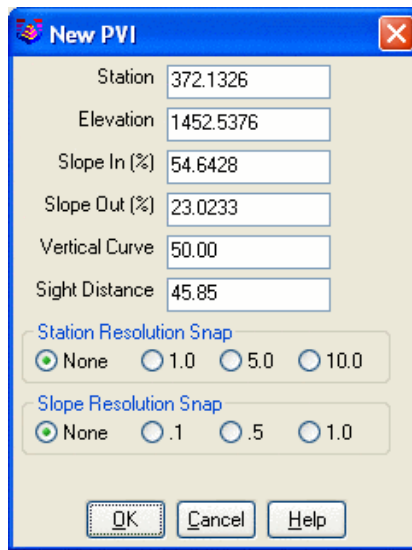 New PVI
Station 372.1326
Elevation 1452.5376
Slope In (%) 54.6428
Slope Out (%) 23.0233
Vertical Curve 50.00
Sight Distance 45.85
Station Resolution Snap
None 1.0 5.0 10.0
Slope Resolution Snap
None .1 .5 1.0
OK Cancel Help